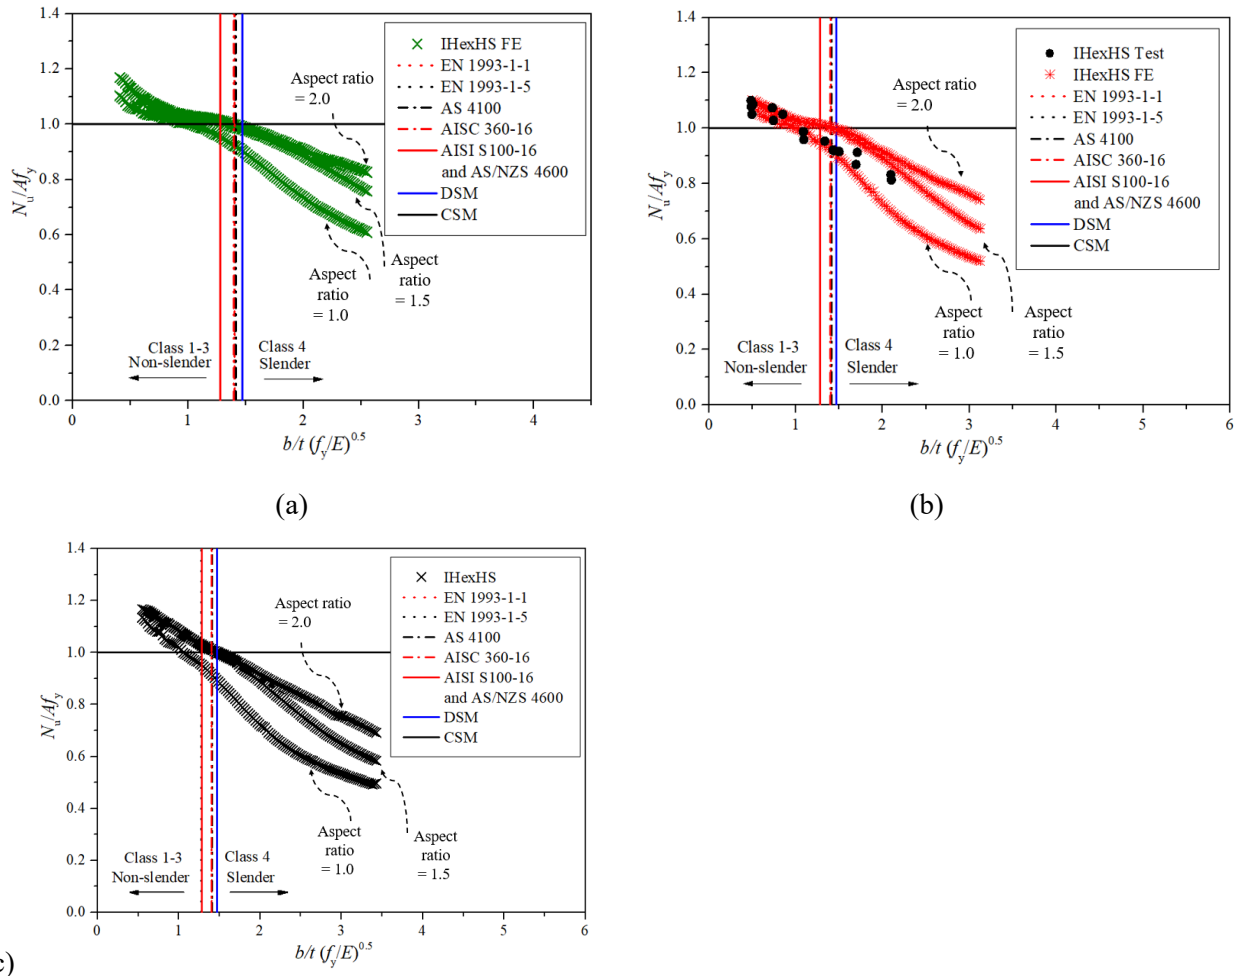 1.4
1.2
1.0
0.8
0.6
0.4
0.2
0.0
N_u/Af_y
0
1
2
3
4
b/t (f_y/E)^0.5
IHexHS FE
EN 1993-1-1
EN 1993-1-5
AS 4100
AISC 360-16
AISI S100-16
and AS/NZS 4600
DSM
CSM
Aspect ratio
= 2.0
Aspect
ratio
= 1.0
Aspect
ratio
= 1.5
Class 1-3
Non-slender
Class 4
Slender
(a)
1.4
1.2
1.0
0.8
0.6
0.4
0.2
0.0
N_u/Af_y
0
1
2
3
4
5
6
b/t (f_y/E)^0.5
IHexHS Test
IHexHS FE
EN 1993-1-1
EN 1993-1-5
AS 4100
AISC 360-16
AISI S100-16
and AS/NZS 4600
DSM
CSM
Aspect ratio
= 2.0
Aspect
ratio
= 1.0
Aspect
ratio
= 1.5
Class 1-3
Non-slender
Class 4
Slender
(b)
1.4
1.2
1.0
0.8
0.6
0.4
0.2
0.0
N_u/Af_y
0
1
2
3
4
5
6
b/t (f_y/E)^0.5
IHexHS
EN 1993-1-1
EN 1993-1-5
AS 4100
AISC 360-16
AISI S100-16
and AS/NZS 4600
DSM
CSM
Aspect ratio
= 2.0
Aspect
ratio
= 1.0
Aspect
ratio
= 1.5
Class 1-3
Non-slender
Class 4
Slender
c)